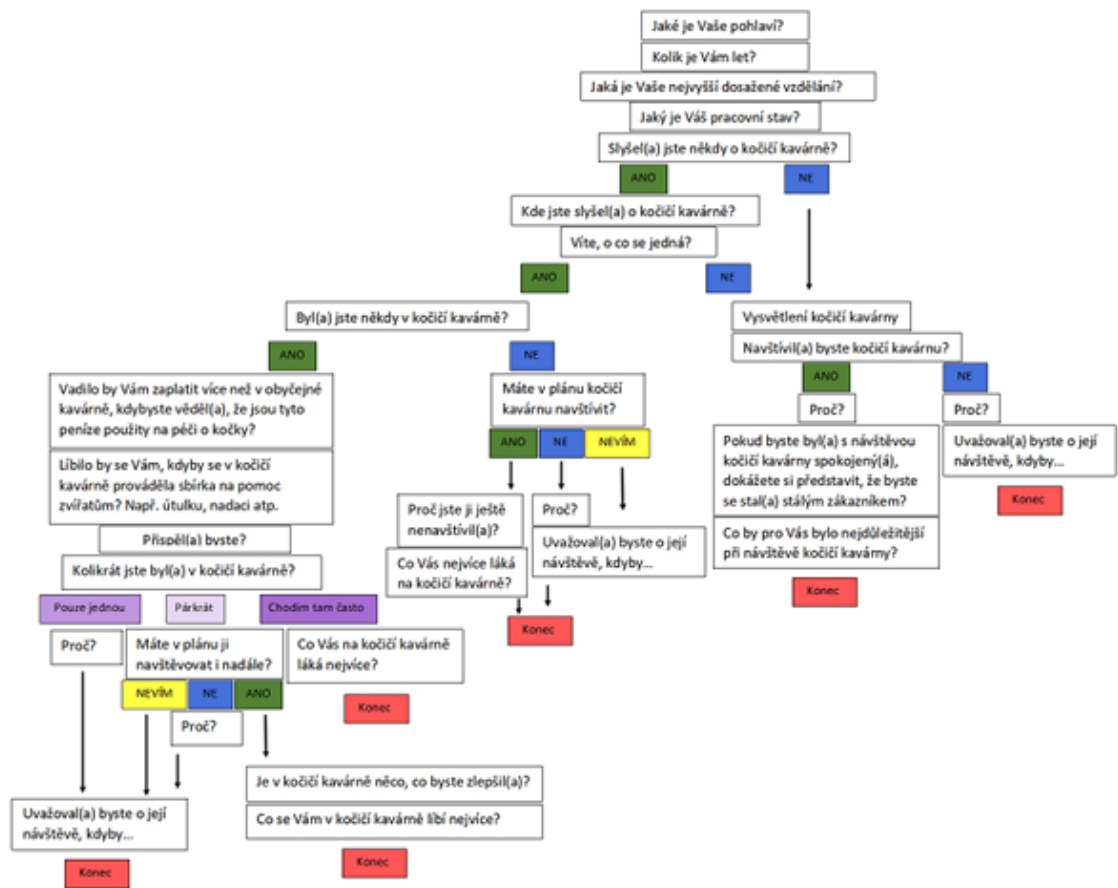 Jaké je Vaše pohlaví?
Kolik je Vám let?
Jaká je Vaše nejvyšší dosažené vzdělání?
Jaký je Váš pracovní stav?
Slyšel(a) jste někdy o kočičí kavárně?
ANO
NE
Kde jste slyšel(a) o kočičí kavárně?
Víte, o co se jedná?
ANO
NE
Byl(a) jste někdy v kočičí kavárně?
ANO
NE
Vadilo by Vám zaplatit více než v obyčejné
kavárně, kdybyste věděl(a), že jsou tyto
peníze použity na péči o kočky?
Líbilo by se Vám, kdyby se v kočičí
kavárně prováděla sbírka na pomoc
zvířatům? Např. útulku, nadaci atp.
Přispěl(a) byste?
Kolikrát jste byl(a) v kočičí kavárně?
Pouze jednou
Párkrát
Chodím tam často
Proč?
Máte v plánu ji
navštěvovat i nadále?
Co Vás na kočičí kavárně
láká nejvíce?
NEVÍM
NE
ANO
Konec
Proč?
Je v kočičí kavárně něco, co byste zlepšil(a)?
Co se Vám v kočičí kavárně líbí nejvíce?
Konec
Uvažoval(a) byste o její
návštěvě, kdyby...
Konec
Máte v plánu kočičí
kavárnu navštívit?
ANO
NE
NEVÍM
Proč jste ji ještě
nenavštívil(a)?
Co Vás nejvíce láká
na kočičí kavárně?
Proč?
Uvažoval(a) byste o její
návštěvě, kdyby...
Konec
Vysvětlení kočičí kavárny
Navštívil(a) byste kočičí kavárnu?
ANO
NE
Proč?
Pokud byste byl(a) s návštěvou
kočičí kavárny spokojený(á),
dokážete si představit, že byste
se stal(a) stálým zákazníkem?
Co by pro Vás bylo nejdůležitější
při návštěvě kočičí kavárny?
Konec
Proč?
Uvažoval(a) byste o její
návštěvě, kdyby...
Konec